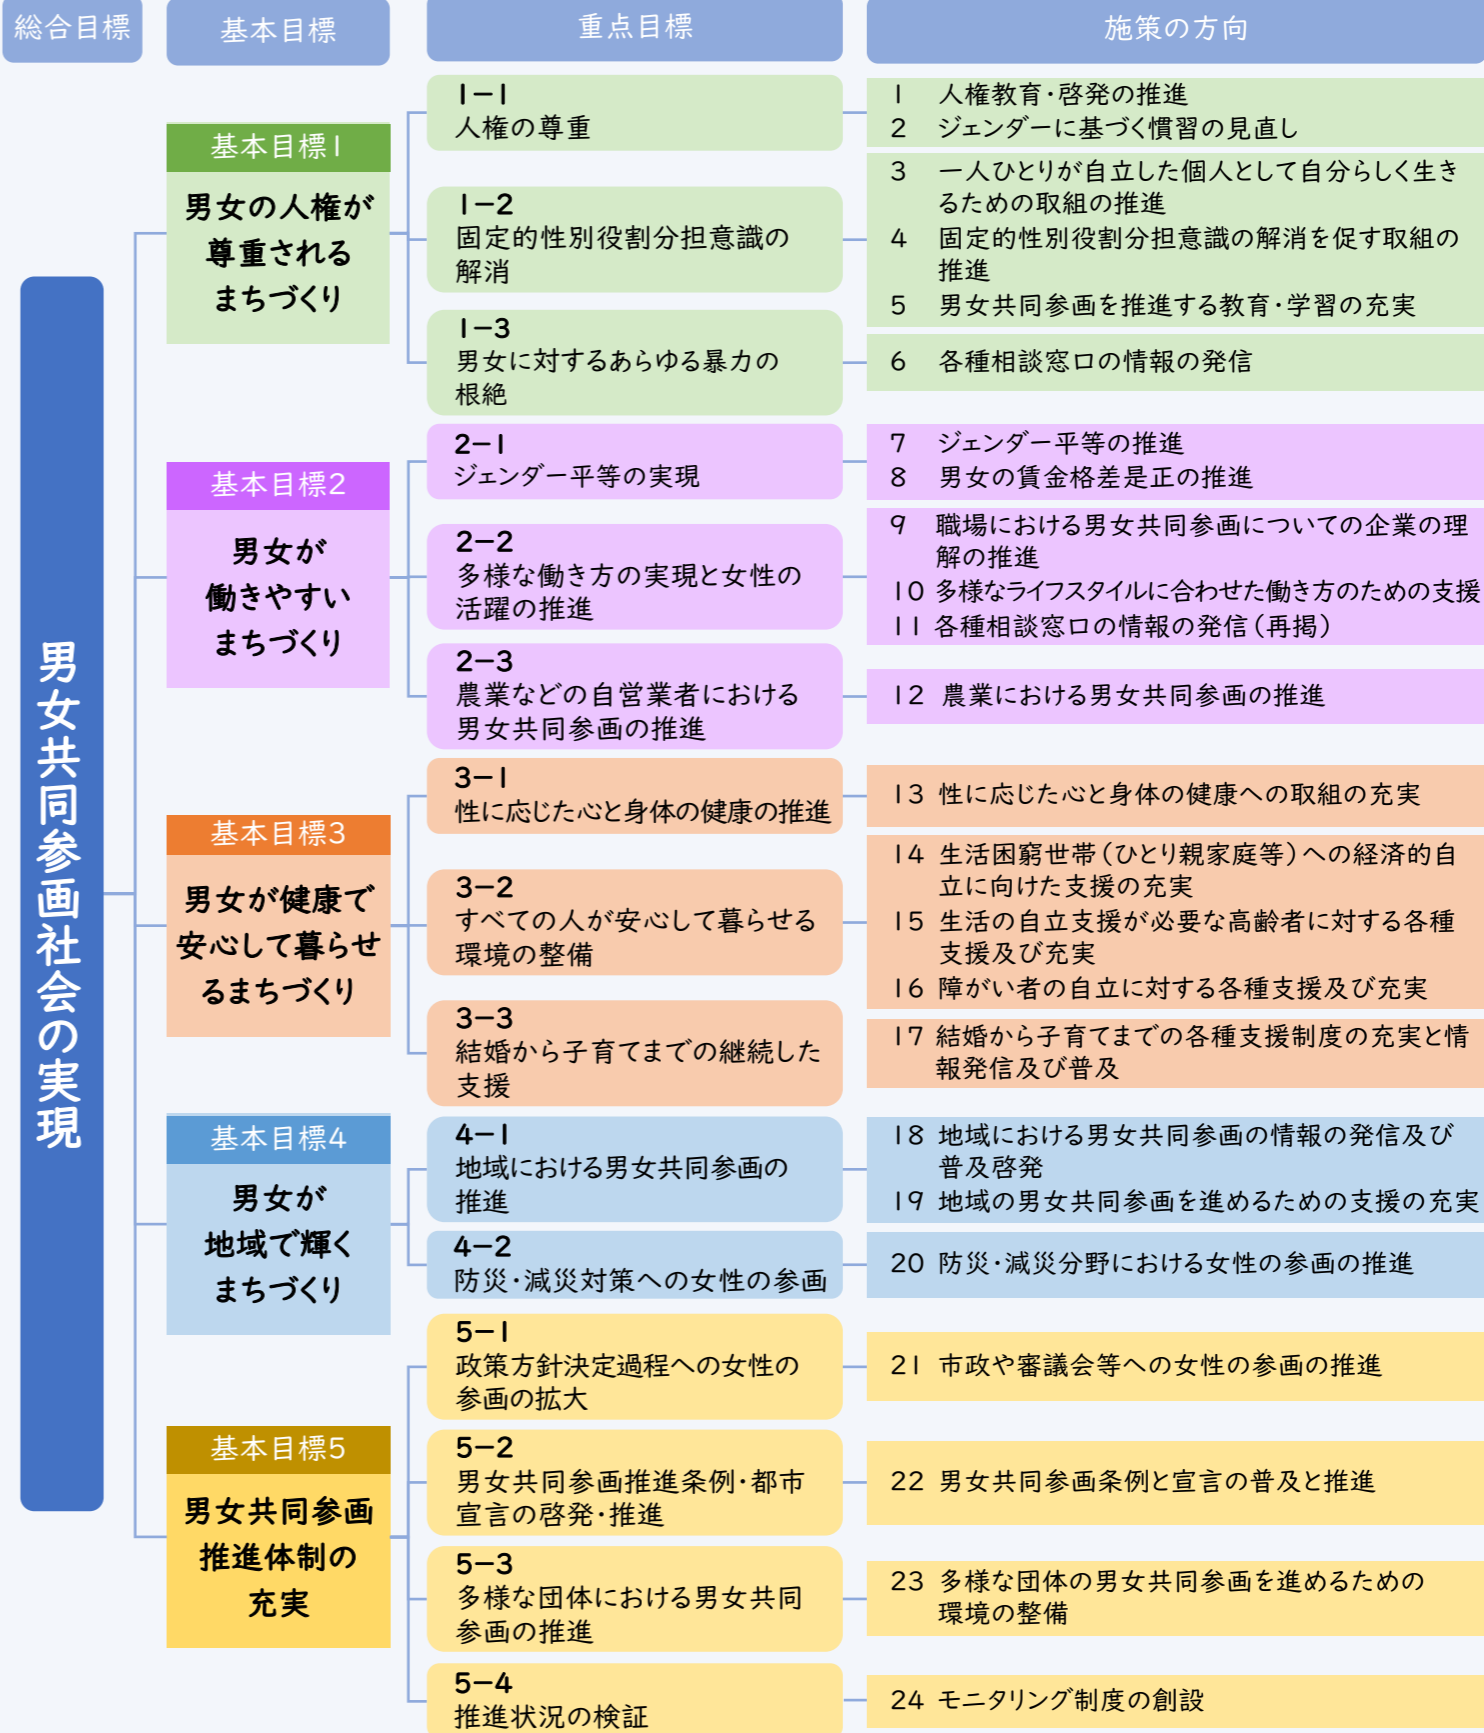 総合目標
基本目標
重点目標
施策の方向
男女共同参画社会の実現
基本目標1
男女の人権が
尊重される
まちづくり
1-1
人権の尊重
1 人権教育・啓発の推進
2 ジェンダーに基づく慣習の見直し
1-2
固定的性別役割分担意識の
解消
3 一人ひとりが自立した個人として自分らしく生き
るための取組の推進
4 固定的性別役割分担意識の解消を促す取組の
推進
5 男女共同参画を推進する教育・学習の充実
1-3
男女に対するあらゆる暴力の
根絶
6 各種相談窓口の情報の発信
基本目標2
男女が
働きやすい
まちづくり
2-1
ジェンダー平等の実現
7 ジェンダー平等の推進
8 男女の賃金格差是正の推進
2-2
多様な働き方の実現と女性の
活躍の推進
9 職場における男女共同参画についての企業の理
解の推進
10 多様なライフスタイルに合わせた働き方のための支援
11 各種相談窓口の情報の発信(再掲)
2-3
農業などの自営業者における
男女共同参画の推進
12 農業における男女共同参画の推進
基本目標3
男女が健康で
安心して暮らせ
るまちづくり
3-1
性に応じた心と身体の健康の推進
13 性に応じた心と身体の健康への取組の充実
3-2
すべての人が安心して暮らせる
環境の整備
14 生活困窮世帯(ひとり親家庭等)への経済的自
立に向けた支援の充実
15 生活の自立支援が必要な高齢者に対する各種
支援及び充実
16 障がい者の自立に対する各種支援及び充実
3-3
結婚から子育てまでの継続した
支援
17 結婚から子育てまでの各種支援制度の充実と情
報発信及び普及
基本目標4
男女が
地域で輝く
まちづくり
4-1
地域における男女共同参画の
推進
18 地域における男女共同参画の情報の発信及び
普及啓発
19 地域の男女共同参画を進めるための支援の充実
4-2
防災・減災対策への女性の参画
20 防災・減災分野における女性の参画の推進
基本目標5
男女共同参画
推進体制の
充実
5-1
政策方針決定過程への女性の
参画の拡大
21 市政や審議会等への女性の参画の推進
5-2
男女共同参画推進条例・都市
宣言の啓発・推進
22 男女共同参画条例と宣言の普及と推進
5-3
多様な団体における男女共同
参画の推進
23 多様な団体の男女共同参画を進めるための
環境の整備
5-4
推進状況の検証
24 モニタリング制度の創設